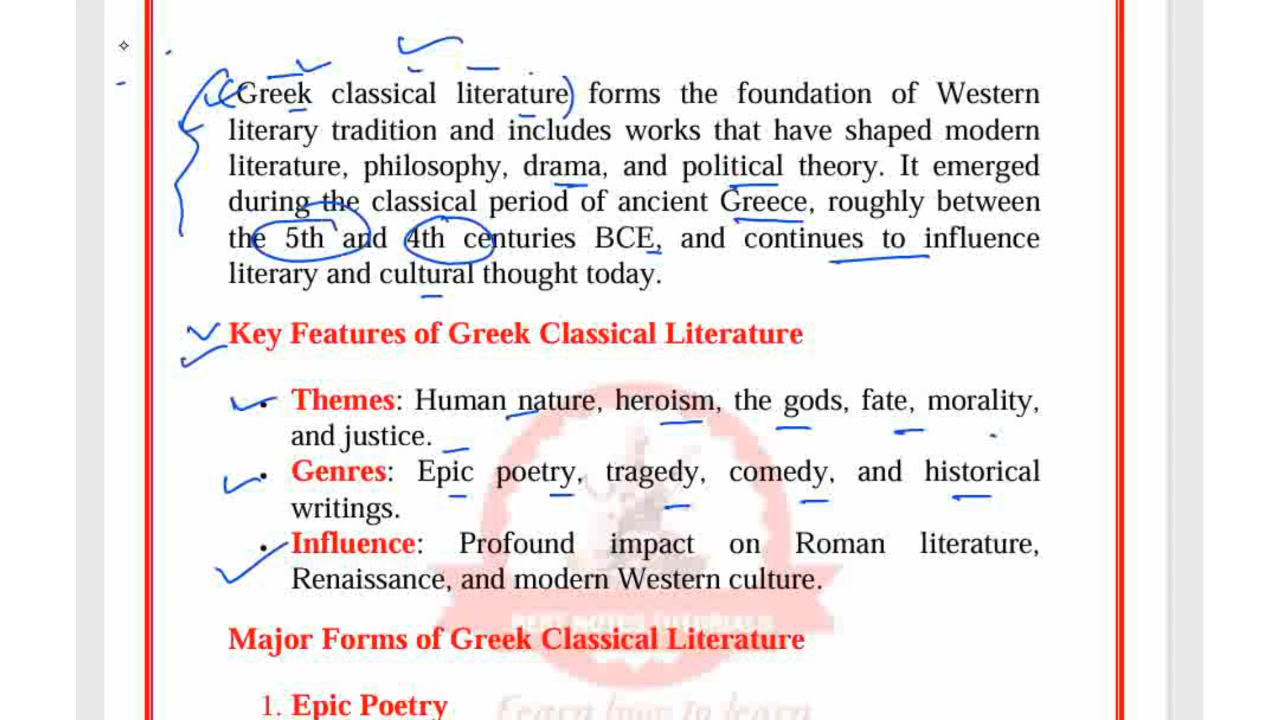 Greek classical literature) forms the foundation of Western
literary tradition and includes works that have shaped modern
literature, philosophy, drama, and political theory. It emerged
during the classical period of ancient Greece, roughly between
the 5th and 4th centuries BCE, and continues to influence
literary and cultural thought today.
Key Features of Greek Classical Literature
• Themes: Human nature, heroism, the gods, fate, morality,
and justice.
• Genres: Epic poetry, tragedy, comedy, and historical
writings.
• Influence: Profound impact on Roman literature,
Renaissance, and modern Western culture.
Major Forms of Greek Classical Literature
1. Epic Poetry
Learn how to learn